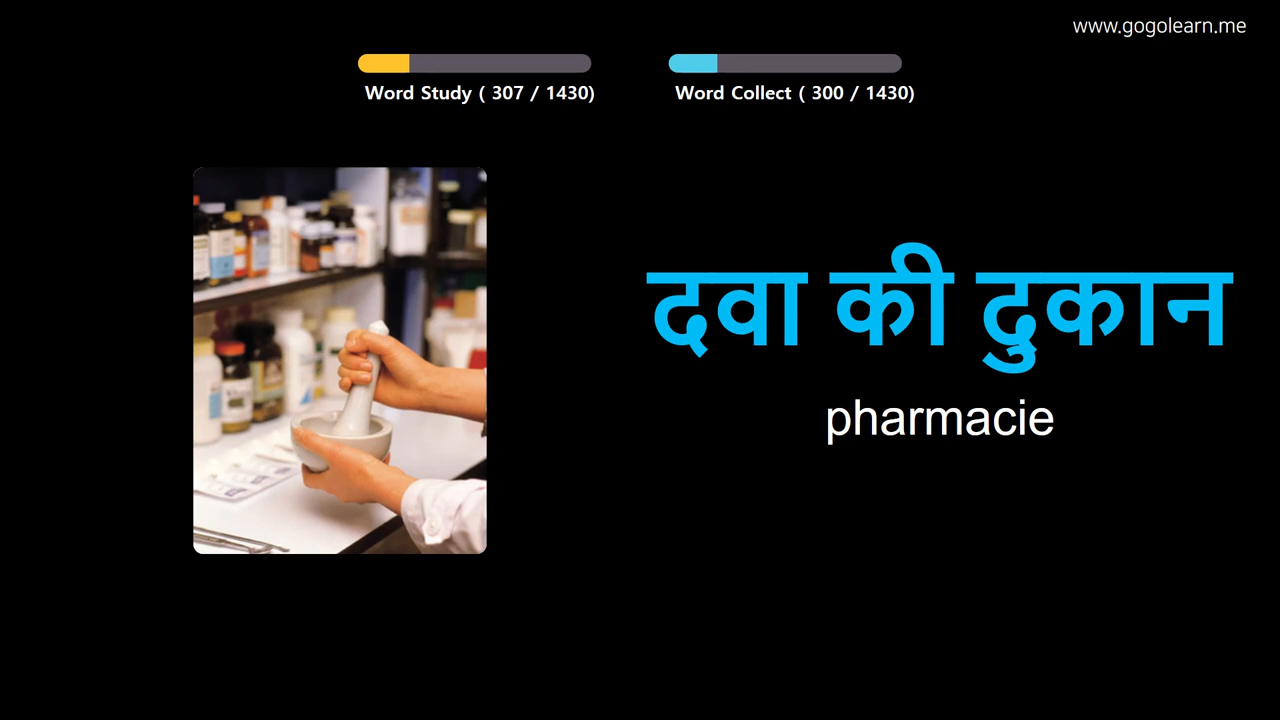 www.gogolearn.me
Word Study ( 307 / 1430)
Word Collect ( 300 / 1430)
दवा की दुकान
pharmacie